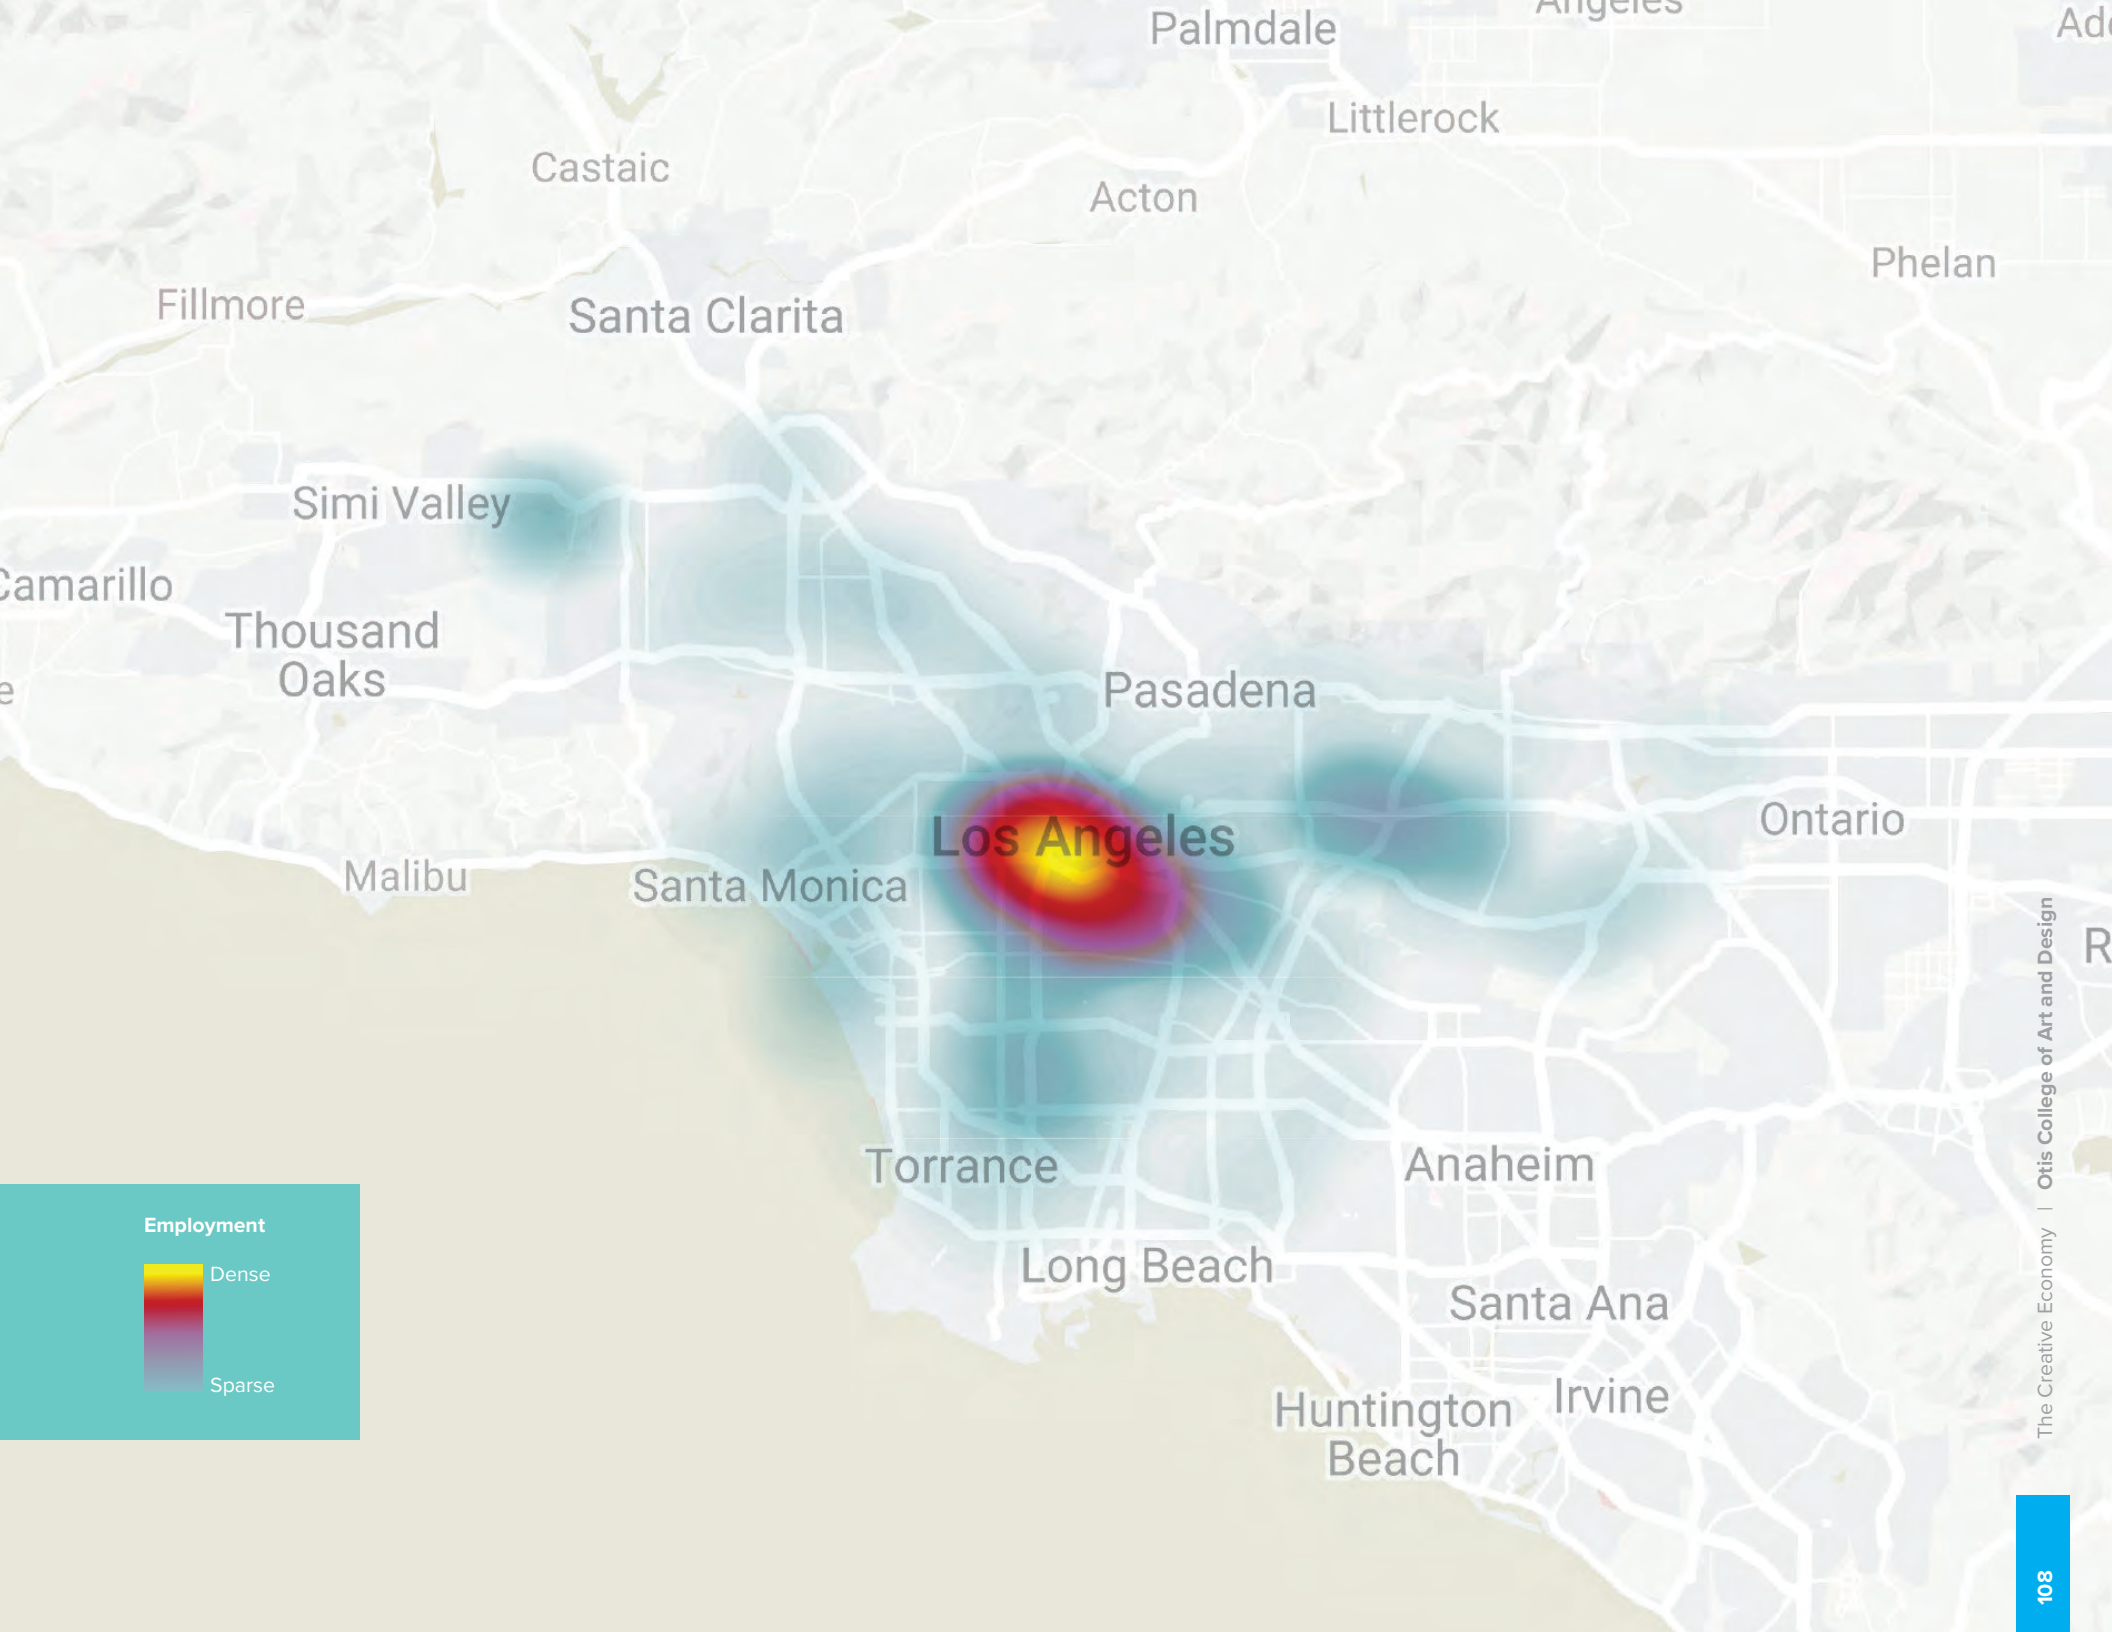 Palmdale
Littlerock
Castaic
Acton
Phelan
Fillmore
Santa Clarita
Simi Valley
Camarillo
Thousand
Oaks
Pasadena
Los Angeles
Ontario
Malibu
Santa Monica
Torrance
Anaheim
Long Beach
Santa Ana
Huntington
Beach
Irvine
Employment
Dense
Sparse
The Creative Economy | Otis College of Art and Design
108